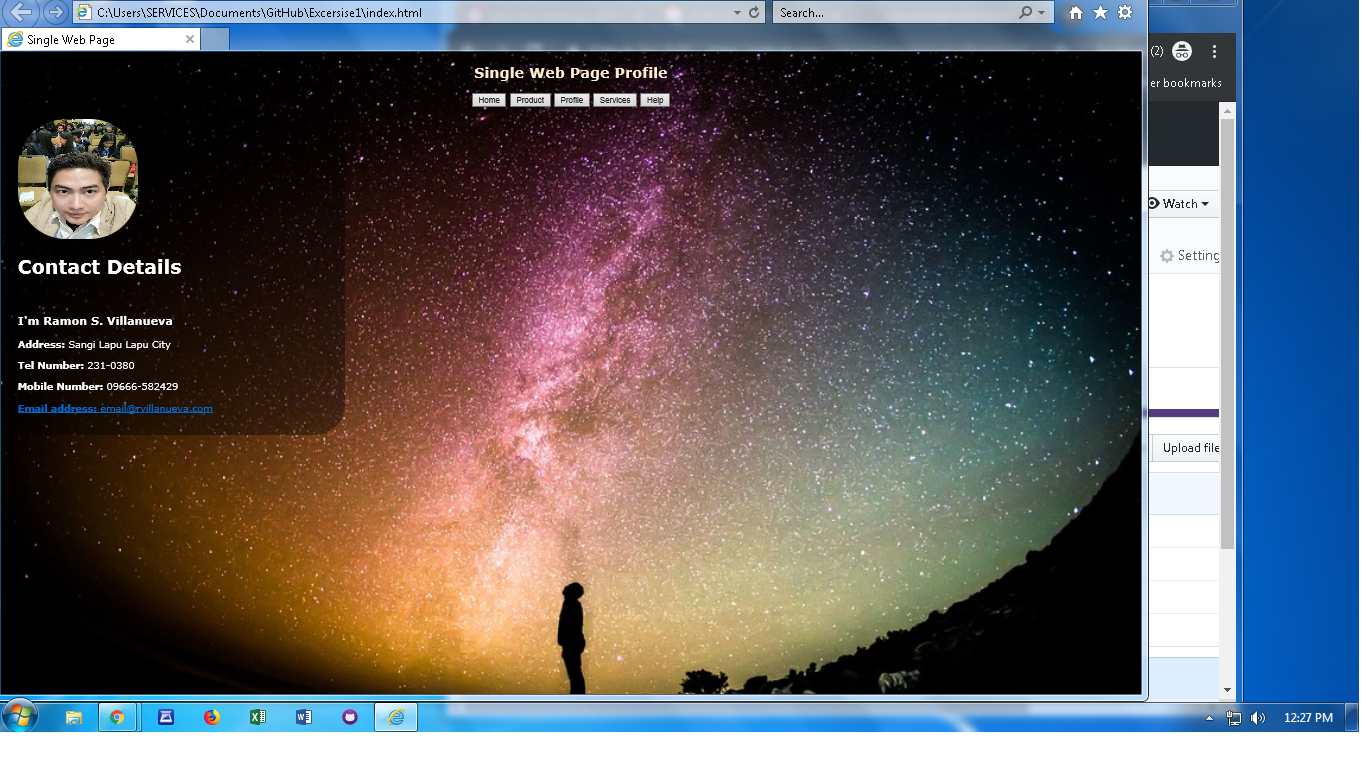 C:\Users\SERVICES\Documents\GitHub\Excersise1\index.html
Search...
Single Web Page
(2)
er bookmarks
Single Web Page Profile
Home Product Profile Services Help
Watch
Setting
Contact Details
I'm Ramon S. Villanueva
Address: Sangi Lapu Lapu City
Tel Number: 231-0380
Mobile Number: 09666-582429
Email address: email@rvillanueva.com
Upload file
12:27 PM